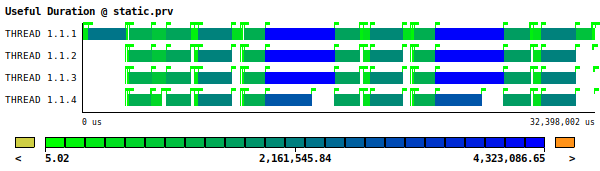 Useful Duration @ static.prv
THREAD 1.1.1
THREAD 1.1.2
THREAD 1.1.3
THREAD 1.1.4
0 us 32,398,002 us
< 5.02 2,161,545.84 4,323,086.65 >